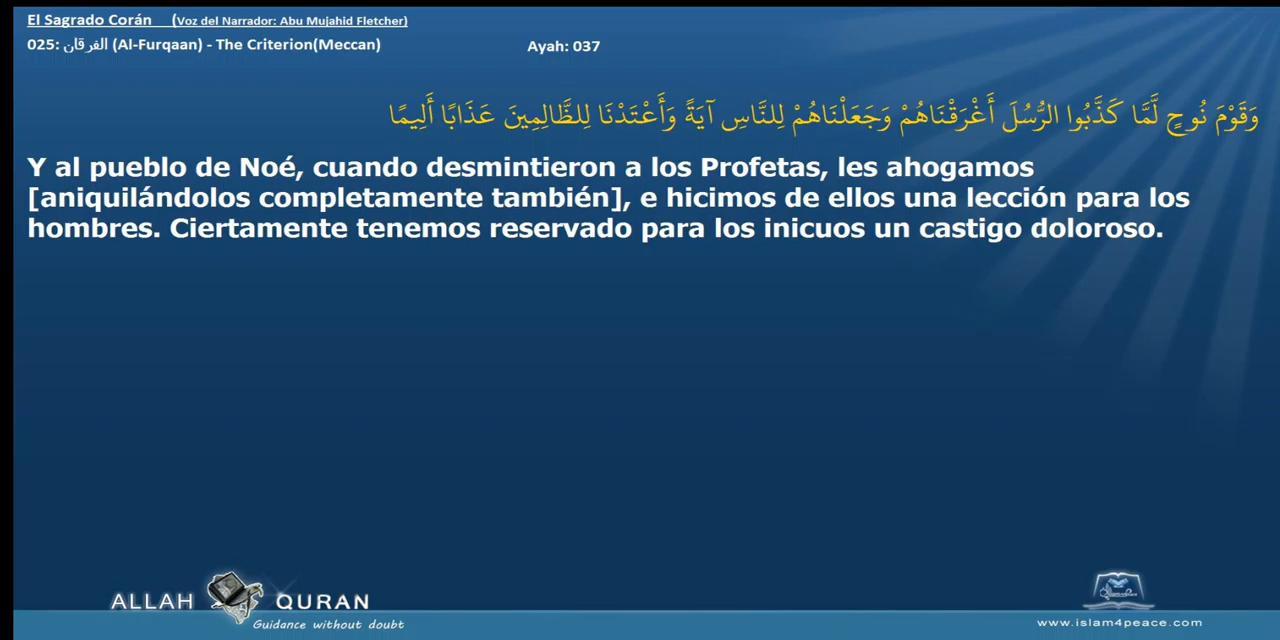 El Sagrado Corán (Voz del Narrador: Abu Mujahid Fletcher)
025: الفرقان (Al-Furqaan) - The Criterion(Meccan) Ayah: 037
وَقَوْمَ نُوحٍ لَّمَّا كَذَّبُوا الرُّسُلَ أَغْرَقْنَاهُمْ وَجَعَلْنَاهُمْ لِلنَّاسِ آيَةً وَأَعْتَدْنَا لِلظَّالِمِينَ عَذَابًا أَلِيمًا
Y al pueblo de Noé, cuando desmintieron a los Profetas, les ahogamos
[aniquilándolos completamente también], e hicimos de ellos una lección para los
hombres. Ciertamente tenemos reservado para los inicuos un castigo doloroso.
ALLAH QURAN
Guidance without doubt
www.islam4peace.com